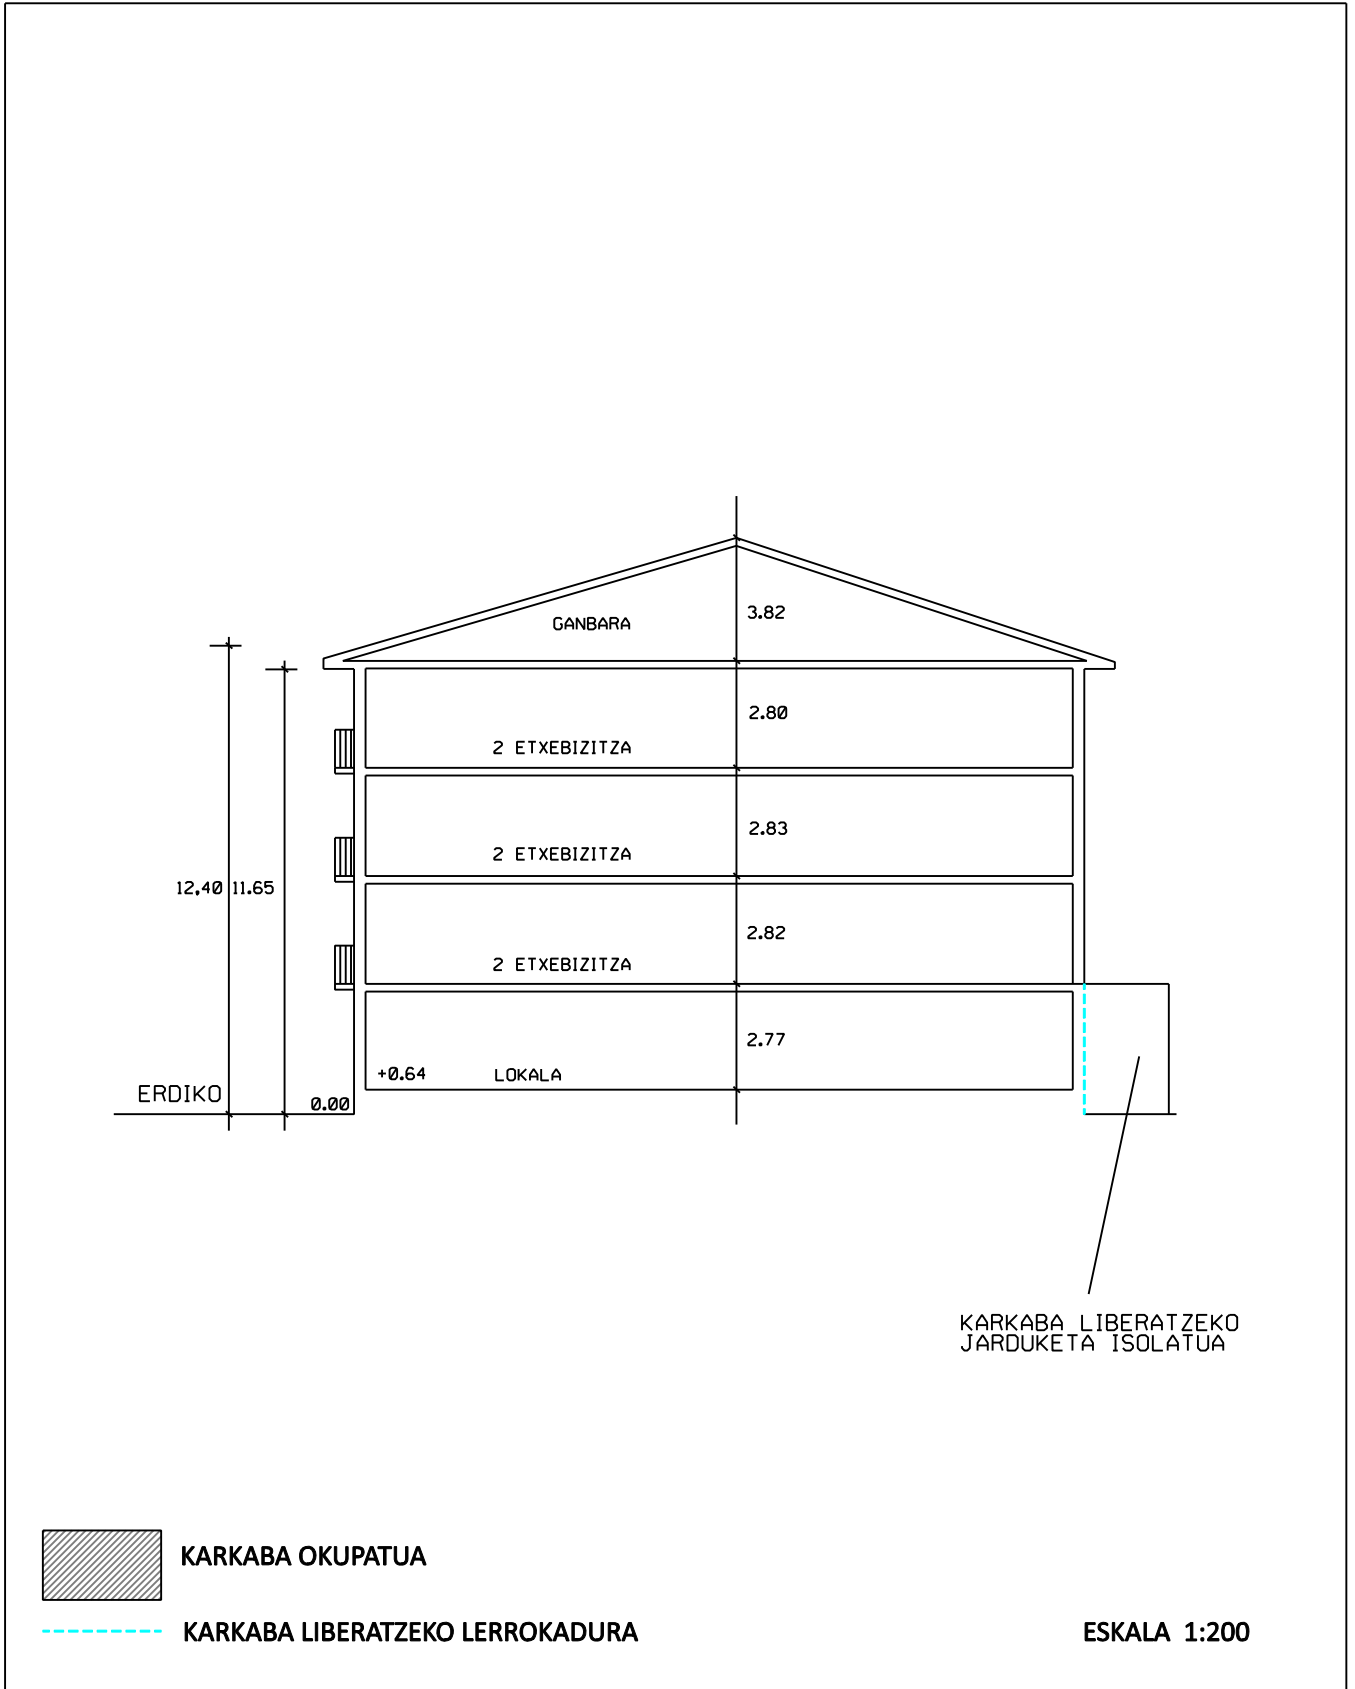 GANBARA
3.82
2.80
2 ETXEBIZITZA
2.83
2 ETXEBIZITZA
12,40 11.65
2.82
2 ETXEBIZITZA
2.77
+0.64 LOKALA
ERDIKO
0.00
KARKABA LIBERATZEKO
JARDUKETA ISOLATUA
KARKABA OKUPATUA
KARKABA LIBERATZEKO LERROKADURA
ESKALA 1:200